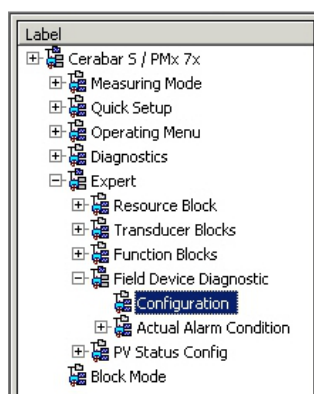 Label
Cerabar S / PMx 7x
Measuring Mode
Quick Setup
Operating Menu
Diagnostics
Expert
Resource Block
Transducer Blocks
Function Blocks
Field Device Diagnostic
Configuration
Actual Alarm Condition
PV Status Config
Block Mode